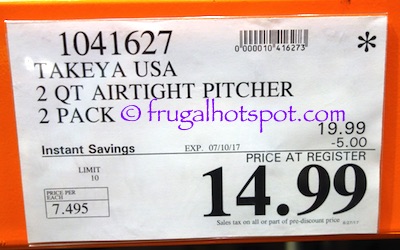 1041627
0000010416273
*
TAKEYA USA
2 QT AIRTIGHT PITCHER
2 PACK
© frugalhotspot.com
19.99
-5.00
Instant Savings EXP. 07/10/17
PRICE AT REGISTER
LIMIT
10
PRICE PER
EACH
7.495
14.99
Sales tax on all or part of pre-discount price